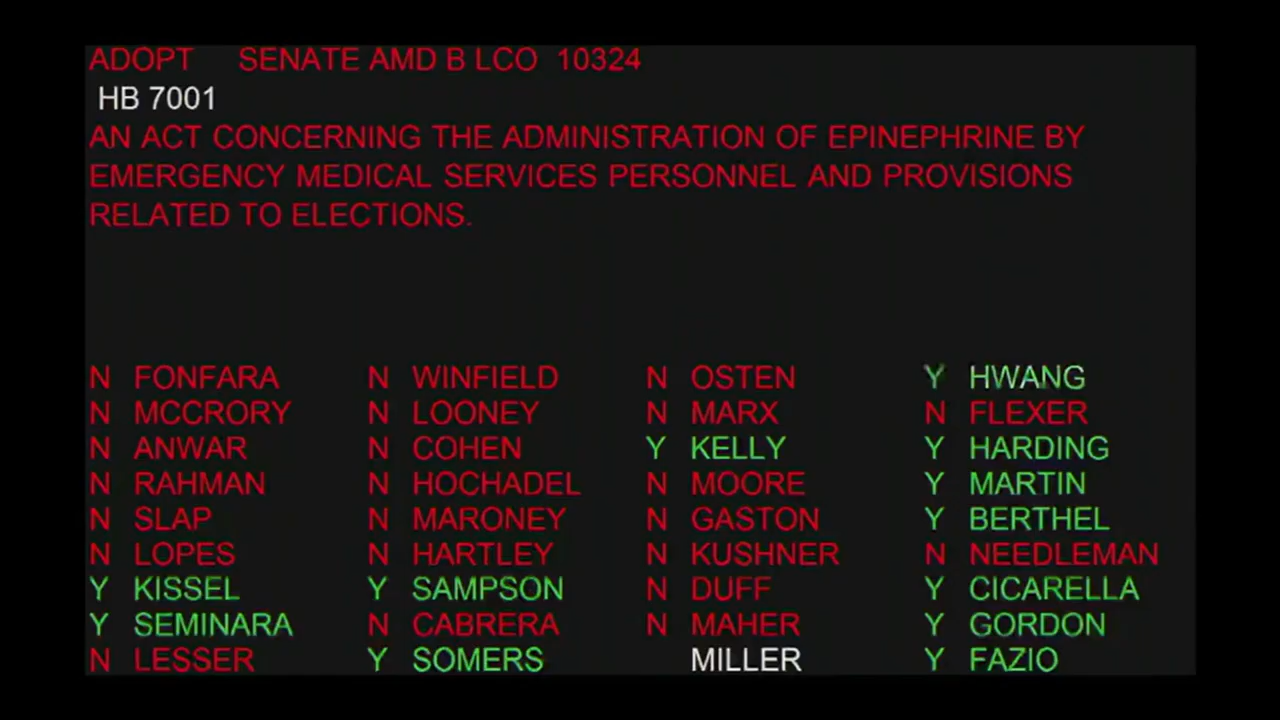 ADOPT SENATE AMD B LCO 10324
HB 7001
AN ACT CONCERNING THE ADMINISTRATION OF EPINEPHRINE BY
EMERGENCY MEDICAL SERVICES PERSONNEL AND PROVISIONS
RELATED TO ELECTIONS.
N FONFARA N WINFIELD N OSTEN Y HWANG
N MCCRORY N LOONEY N MARX N FLEXER
N ANWAR N COHEN Y KELLY Y HARDING
N RAHMAN N HOCHADEL N MOORE Y MARTIN
N SLAP N MARONEY N GASTON Y BERTHEL
N LOPES N HARTLEY N KUSHNER N NEEDLEMAN
Y KISSEL Y SAMPSON N DUFF Y CICARELLA
Y SEMINARA N CABRERA N MAHER Y GORDON
N LESSER Y SOMERS MILLER Y FAZIO